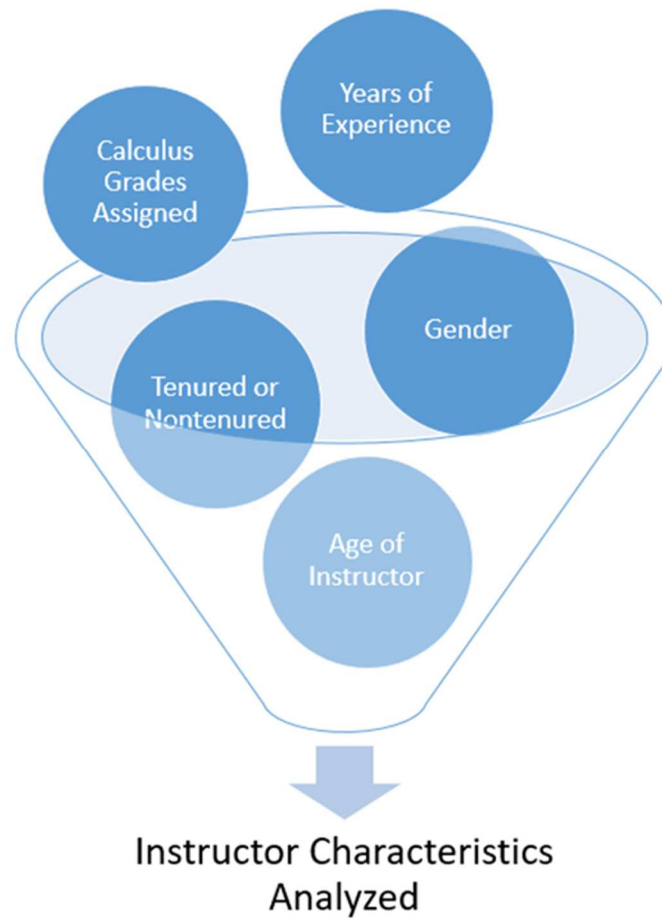 Years of
Experience
Calculus
Grades
Assigned
Gender
Tenured or
Nontenured
Age of
Instructor
Instructor Characteristics
Analyzed